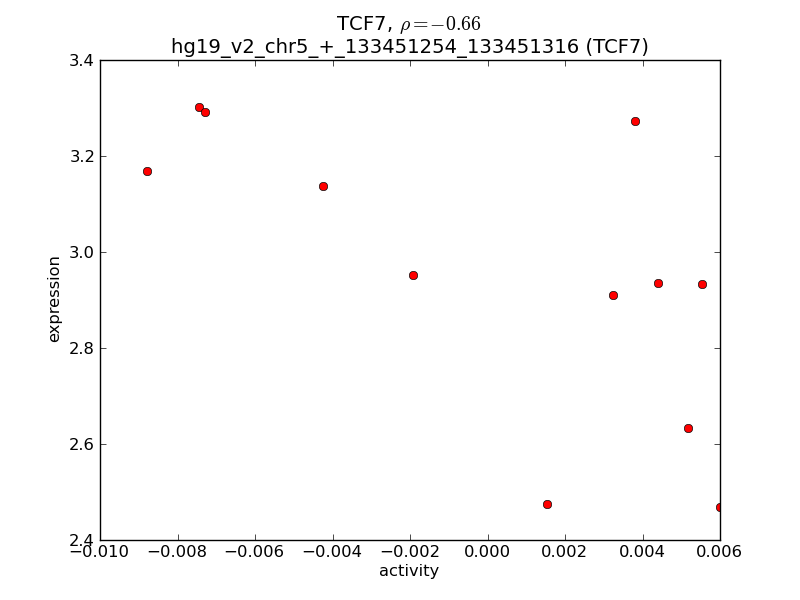 TCF7, ρ=−0.66
hg19_v2_chr5_+_133451254_133451316 (TCF7)
3.4
3.2
3.0
2.8
2.6
2.4
expression
−0.010 −0.008 −0.006 −0.004 −0.002 0.000 0.002 0.004 0.006
activity